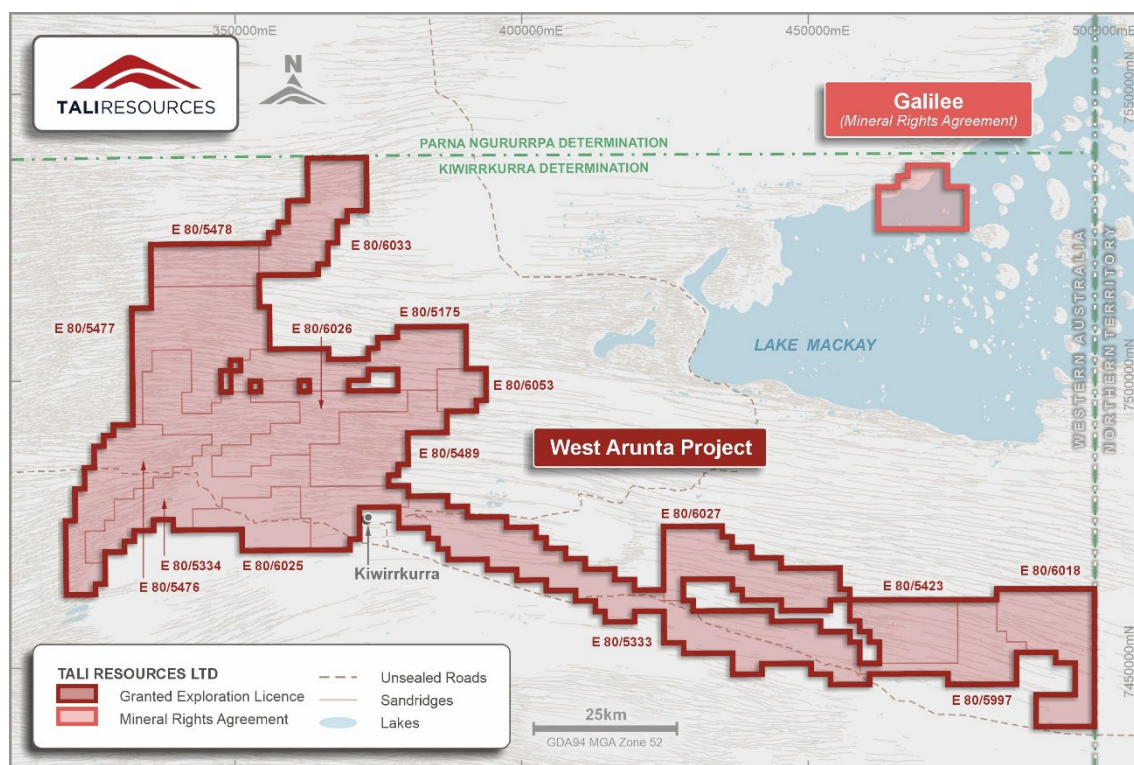 350000mE
400000mE
450000mE
500000mE
7550000mN
TALIRESOURCES
N
Galilee
(Mineral Rights Agreement)
PARNA NGURURRPA DETERMINATION
KIWIRRKURRA DETERMINATION
E 80/5478
E 80/6033
E 80/5477
E 80/6026
E 80/5175
LAKE MACKAY
WESTERN AUSTRALIA
NORTHERN TERRITORY
7500000mN
E 80/6053
West Arunta Project
E 80/5489
E 80/6027
E 80/5334
E 80/5476
E 80/6025
Kiwirrkurra
E 80/6018
E 80/5423
E 80/5333
E 80/5997
7450000mN
TALI RESOURCES LTD
Granted Exploration Licence
Mineral Rights Agreement
Unsealed Roads
Sandridges
Lakes
25km
GDA94 MGA Zone 52